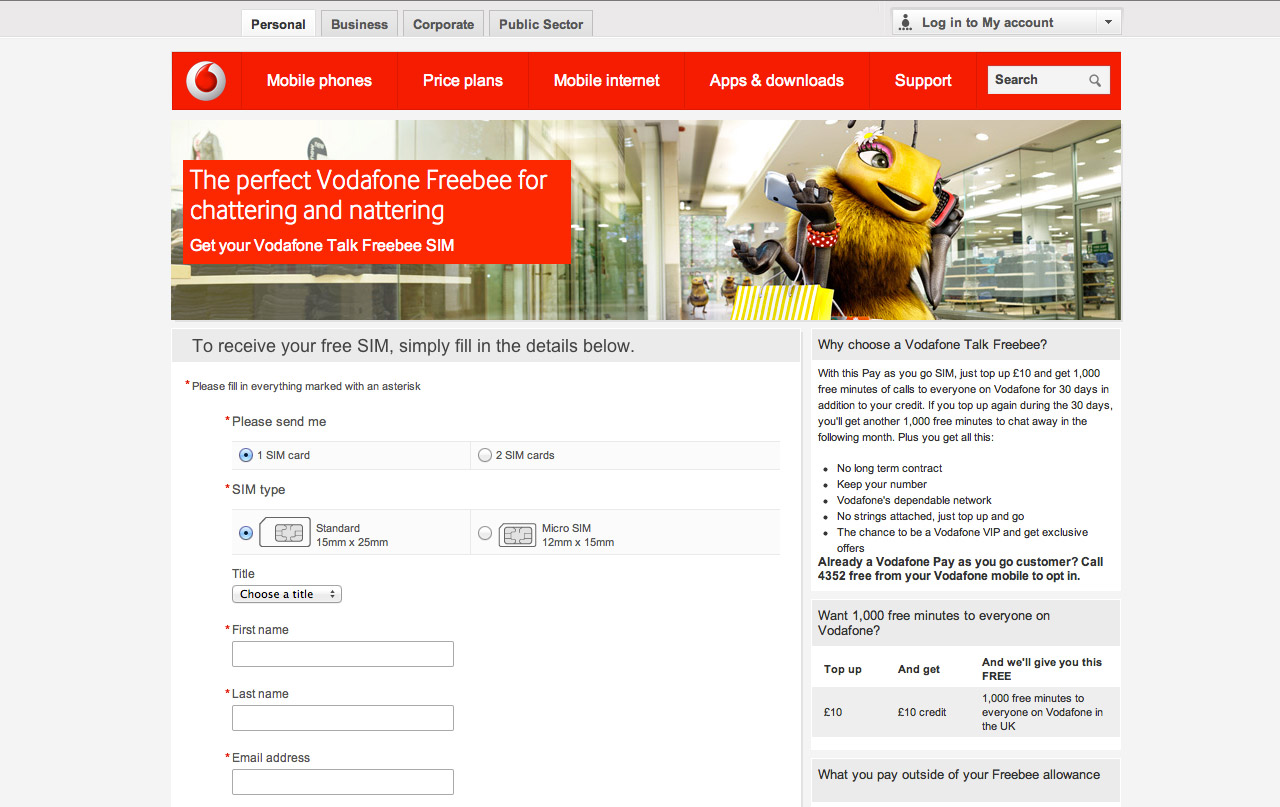 Personal
Business
Corporate
Public Sector
Log in to My account
Mobile phones
Price plans
Mobile internet
Apps & downloads
Support
Search
The perfect Vodafone Freebee for
chattering and nattering
Get your Vodafone Talk Freebee SIM
To receive your free SIM, simply fill in the details below.
* Please fill in everything marked with an asterisk
* Please send me
1 SIM card
2 SIM cards
* SIM type
Standard
15mm x 25mm
Micro SIM
12mm x 15mm
Title
Choose a title
* First name
* Last name
* Email address
Why choose a Vodafone Talk Freebee?
With this Pay as you go SIM, just top up £10 and get 1,000
free minutes of calls to everyone on Vodafone for 30 days in
addition to your credit. If you top up again during the 30 days,
you'll get another 1,000 free minutes to chat away in the
following month. Plus you get all this:
• No long term contract
• Keep your number
• Vodafone's dependable network
• No strings attached, just top up and go
• The chance to be a Vodafone VIP and get exclusive
offers
Already a Vodafone Pay as you go customer? Call
4352 free from your Vodafone mobile to opt in.
Want 1,000 free minutes to everyone on
Vodafone?
Top up
And get
And we'll give you this
FREE
£10
£10 credit
1,000 free minutes to
everyone on Vodafone in
the UK
What you pay outside of your Freebee allowance